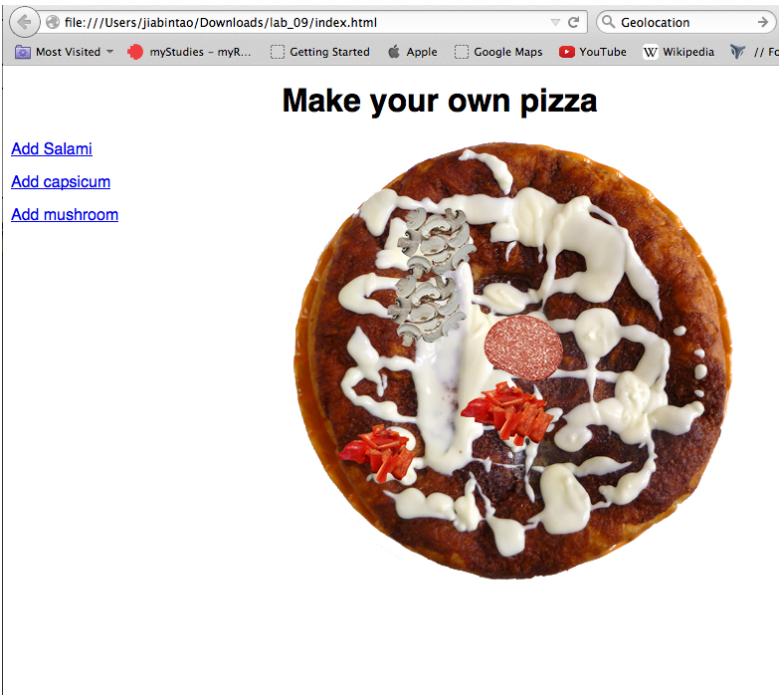 file:///Users/jiabintao/Downloads/lab_09/index.html Geolocation
Most Visited myStudies – myR... Getting Started Apple Google Maps YouTube W Wikipedia // Fo
Make your own pizza
Add Salami
Add capsicum
Add mushroom